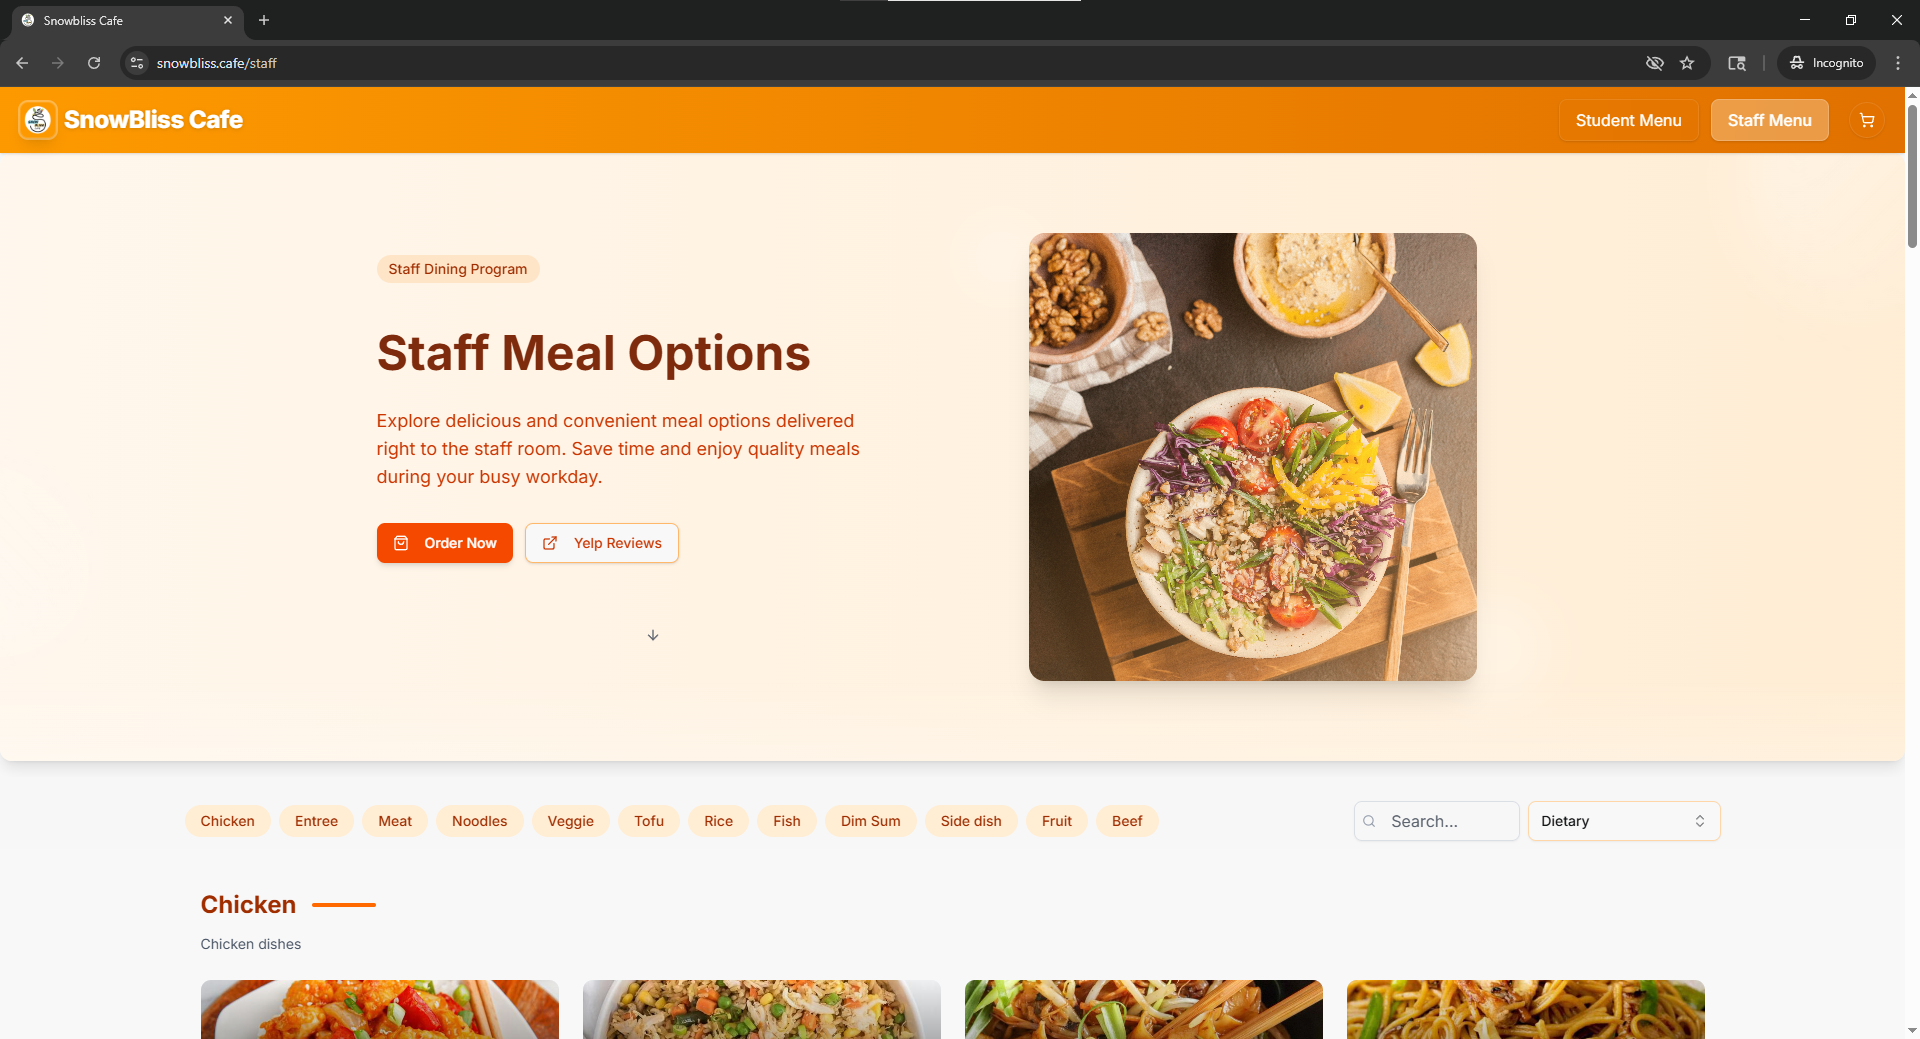 Snowbliss Cafe
snowbliss.cafe/staff
Incognito
SnowBliss Cafe
Student Menu
Staff Menu
Staff Dining Program
Staff Meal Options
Explore delicious and convenient meal options delivered
right to the staff room. Save time and enjoy quality meals
during your busy workday.
Order Now
Yelp Reviews
Chicken
Entree
Meat
Noodles
Veggie
Tofu
Rice
Fish
Dim Sum
Side dish
Fruit
Beef
Search...
Dietary
Chicken
Chicken dishes